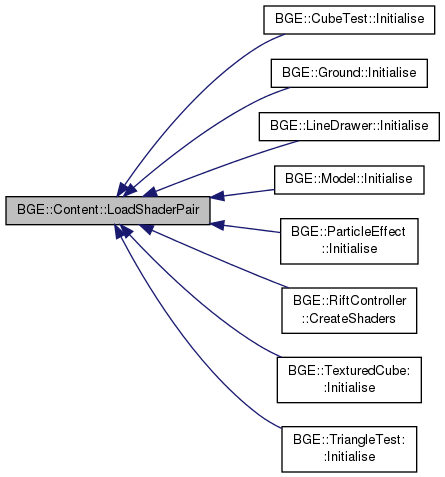 BGE::CubeTest::Initialise
BGE::Ground::Initialise
BGE::LineDrawer::Initialise
BGE::Model::Initialise
BGE::Content::LoadShaderPair
BGE::ParticleEffect
::Initialise
BGE::RiftController
::CreateShaders
BGE::TexturedCube:
:Initialise
BGE::TriangleTest:
:Initialise